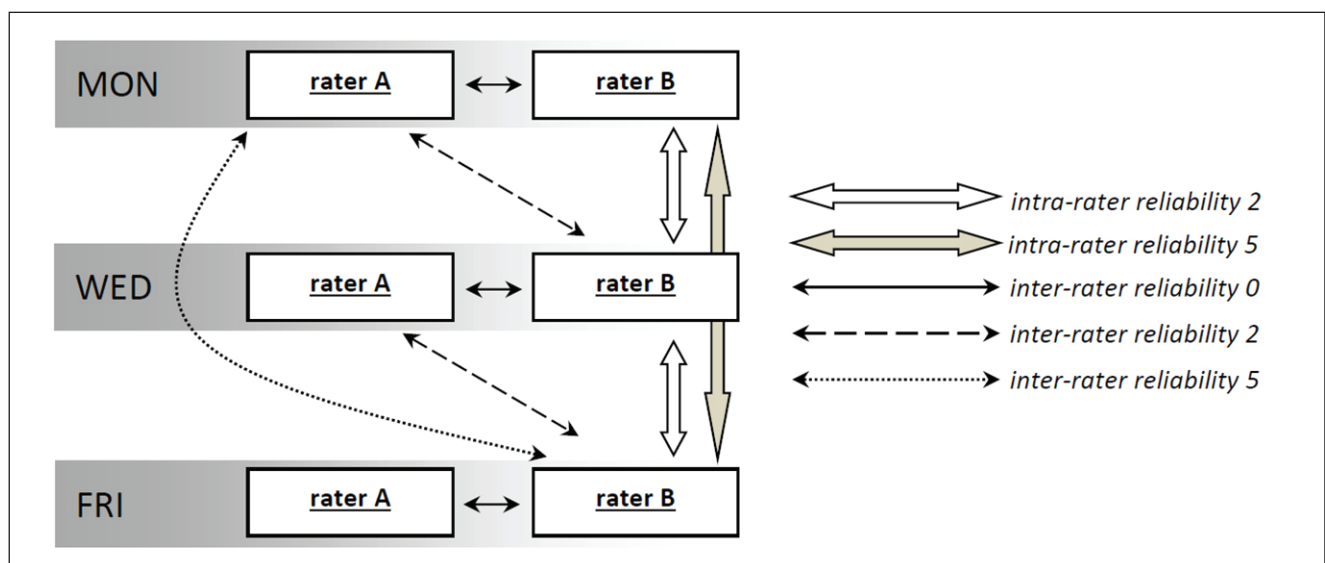 MON
rater A
rater B
WED
rater A
rater B
FRI
rater A
rater B
intra-rater reliability 2
intra-rater reliability 5
inter-rater reliability 0
inter-rater reliability 2
inter-rater reliability 5